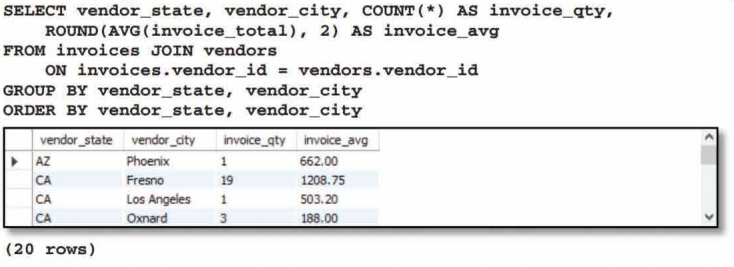 SELECT vendor_state, vendor_city, COUNT(*) AS invoice_qty,
ROUND(AVG(invoice_total), 2) AS invoice_avg
FROM invoices JOIN vendors
ON invoices.vendor_id = vendors.vendor_id
GROUP BY vendor_state, vendor_city
ORDER BY vendor_state, vendor_city
vendor_state vendor_city invoice_qty invoice_avg
AZ Phoenix 1 662.00
CA Fresno 19 1208.75
CA Los Angeles 1 503.20
CA Oxnard 3 188.00
(20 rows)